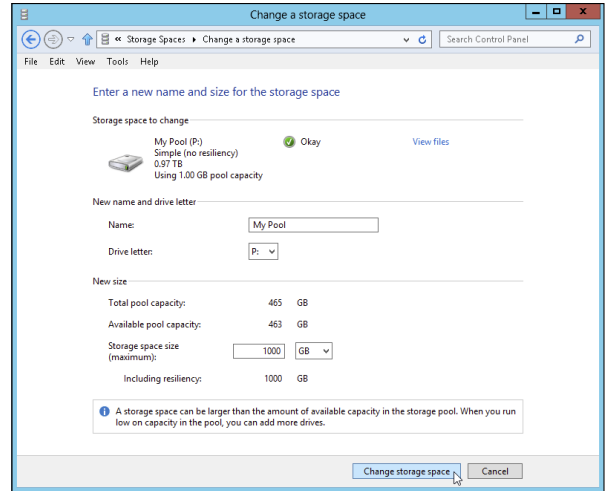 Change a storage space
« Storage Spaces ▸ Change a storage space
Search Control Panel
File Edit View Tools Help
Enter a new name and size for the storage space
Storage space to change
My Pool (P:)
Simple (no resiliency)
0.97 TB
Using 1.00 GB pool capacity
Okay
View files
New name and drive letter
Name: My Pool
Drive letter: P:
New size
Total pool capacity: 465 GB
Available pool capacity: 463 GB
Storage space size
(maximum): 1000 GB
Including resiliency: 1000 GB
A storage space can be larger than the amount of available capacity in the storage pool. When you run
low on capacity in the pool, you can add more drives.
Change storage space Cancel